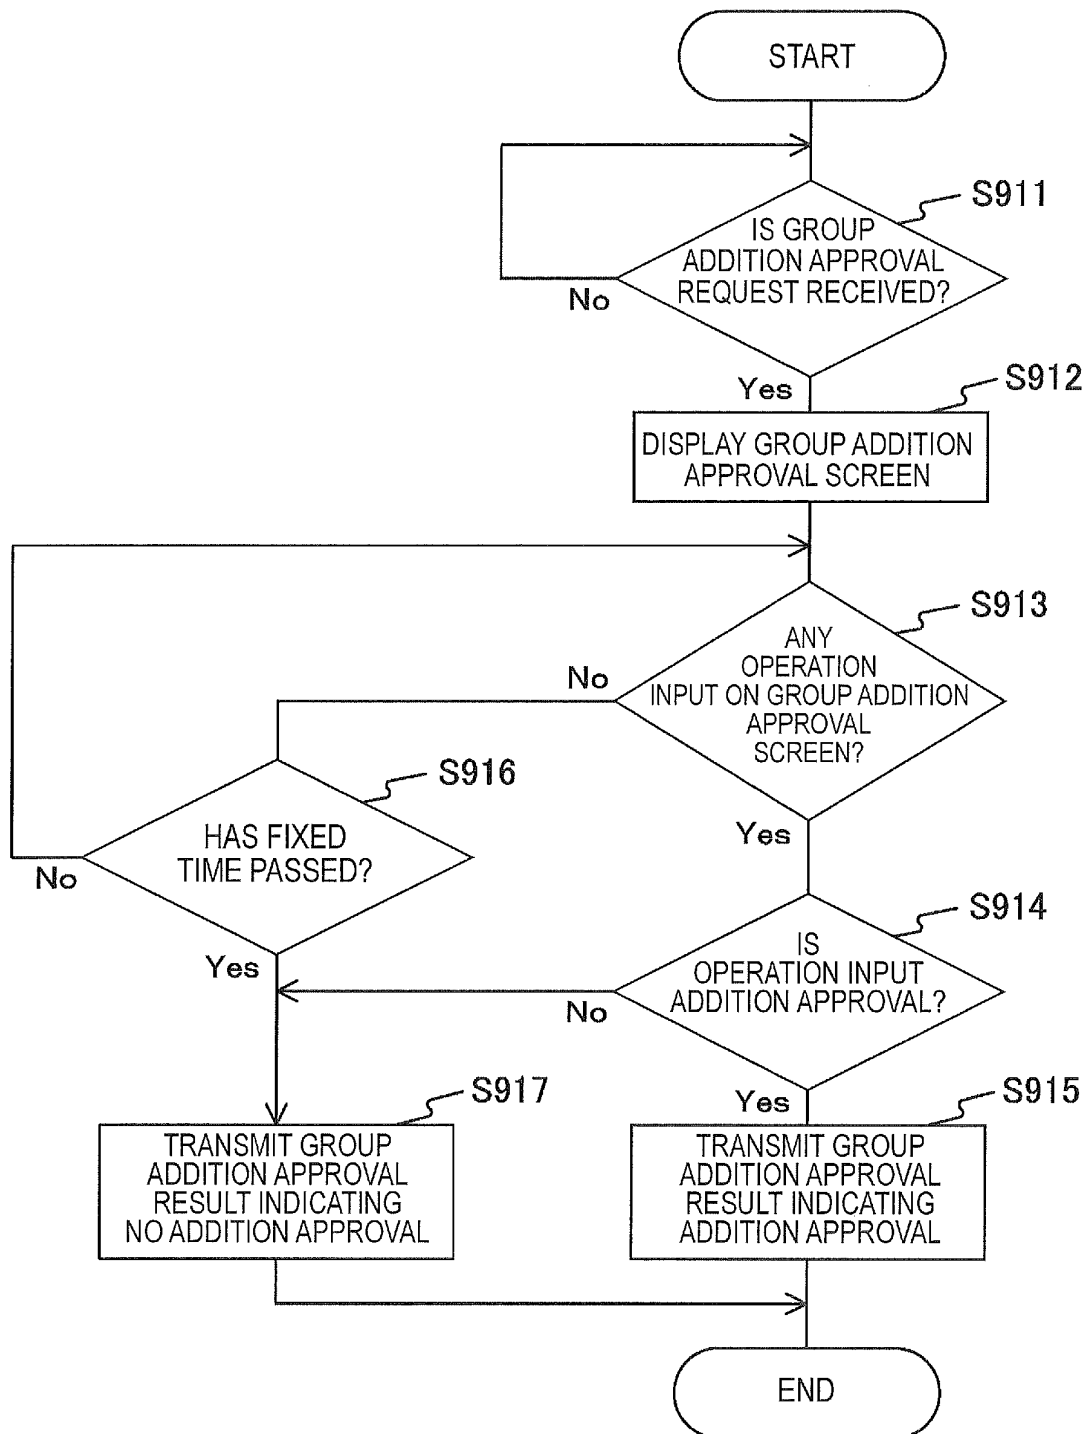 START
S911
IS GROUP
ADDITION APPROVAL
REQUEST RECEIVED?
No
Yes
S912
DISPLAY GROUP ADDITION
APPROVAL SCREEN
S913
ANY
OPERATION
INPUT ON GROUP ADDITION
APPROVAL
SCREEN?
No
Yes
S916
HAS FIXED
TIME PASSED?
No
Yes
S914
IS
OPERATION INPUT
ADDITION APPROVAL?
No
Yes
S917
TRANSMIT GROUP
ADDITION APPROVAL
RESULT INDICATING
NO ADDITION APPROVAL
S915
TRANSMIT GROUP
ADDITION APPROVAL
RESULT INDICATING
ADDITION APPROVAL
END